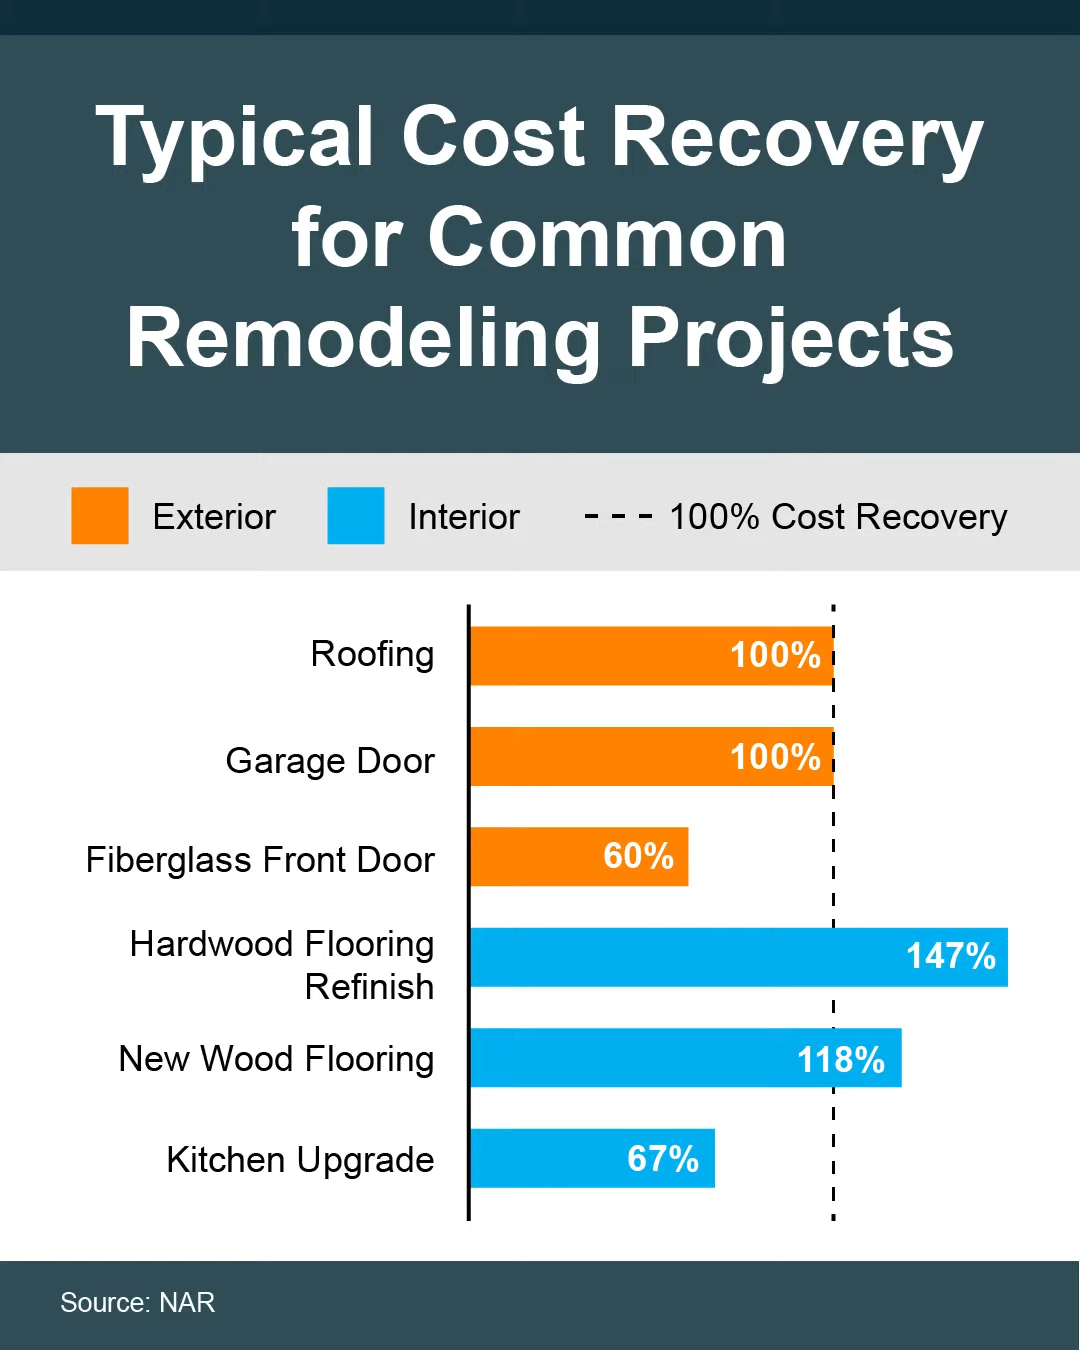 Typical Cost Recovery
for Common
Remodeling Projects
Exterior
Interior
100% Cost Recovery
Roofing
100%
Garage Door
100%
Fiberglass Front Door
60%
Hardwood Flooring
Refinish
147%
New Wood Flooring
118%
Kitchen Upgrade
67%
Source: NAR